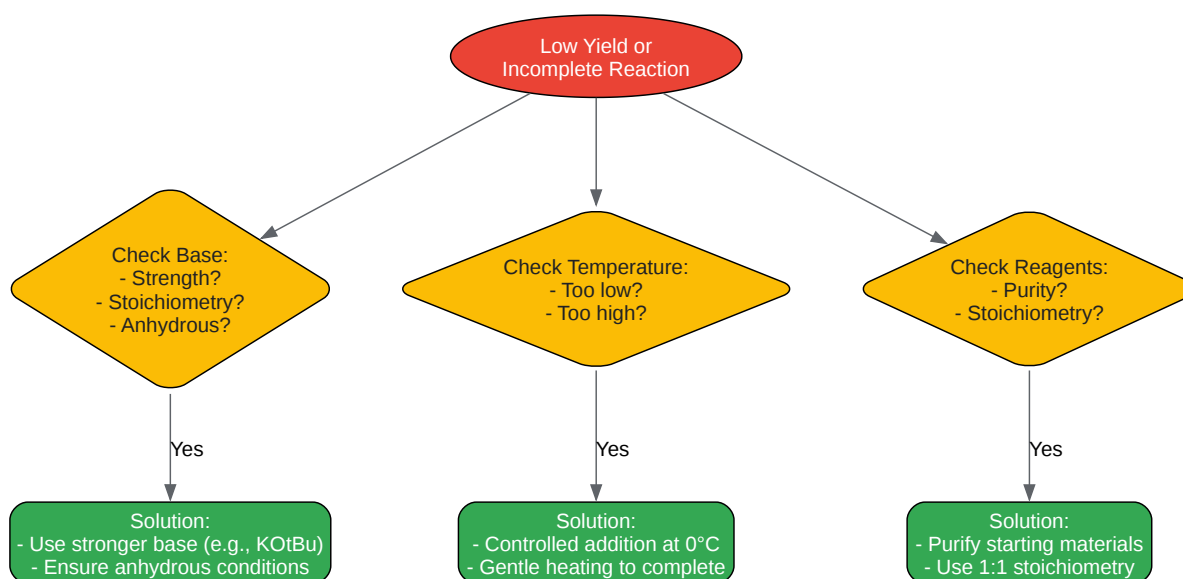 Low Yield or
Incomplete Reaction
Check Base:
- Strength?
- Stoichiometry?
- Anhydrous?
Check Temperature:
- Too low?
- Too high?
Check Reagents:
- Purity?
- Stoichiometry?
Yes
Yes
Yes
Solution:
- Use stronger base (e.g., KOtBu)
- Ensure anhydrous conditions
Solution:
- Controlled addition at 0°C
- Gentle heating to complete
Solution:
- Purify starting materials
- Use 1:1 stoichiometry